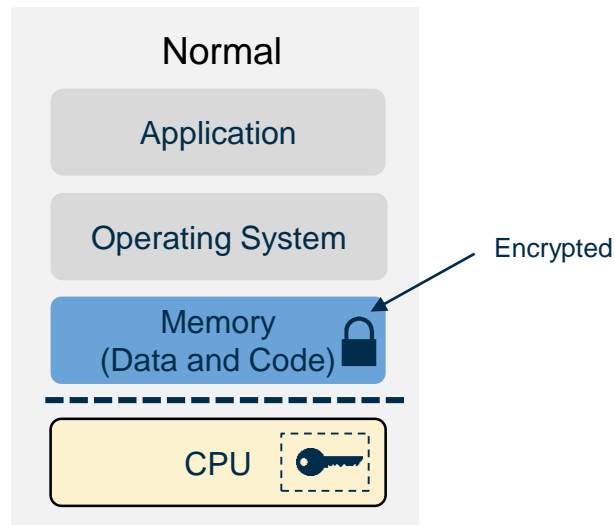 Normal
Application
Operating System
Encrypted
Memory
(Data and Code)
CPU